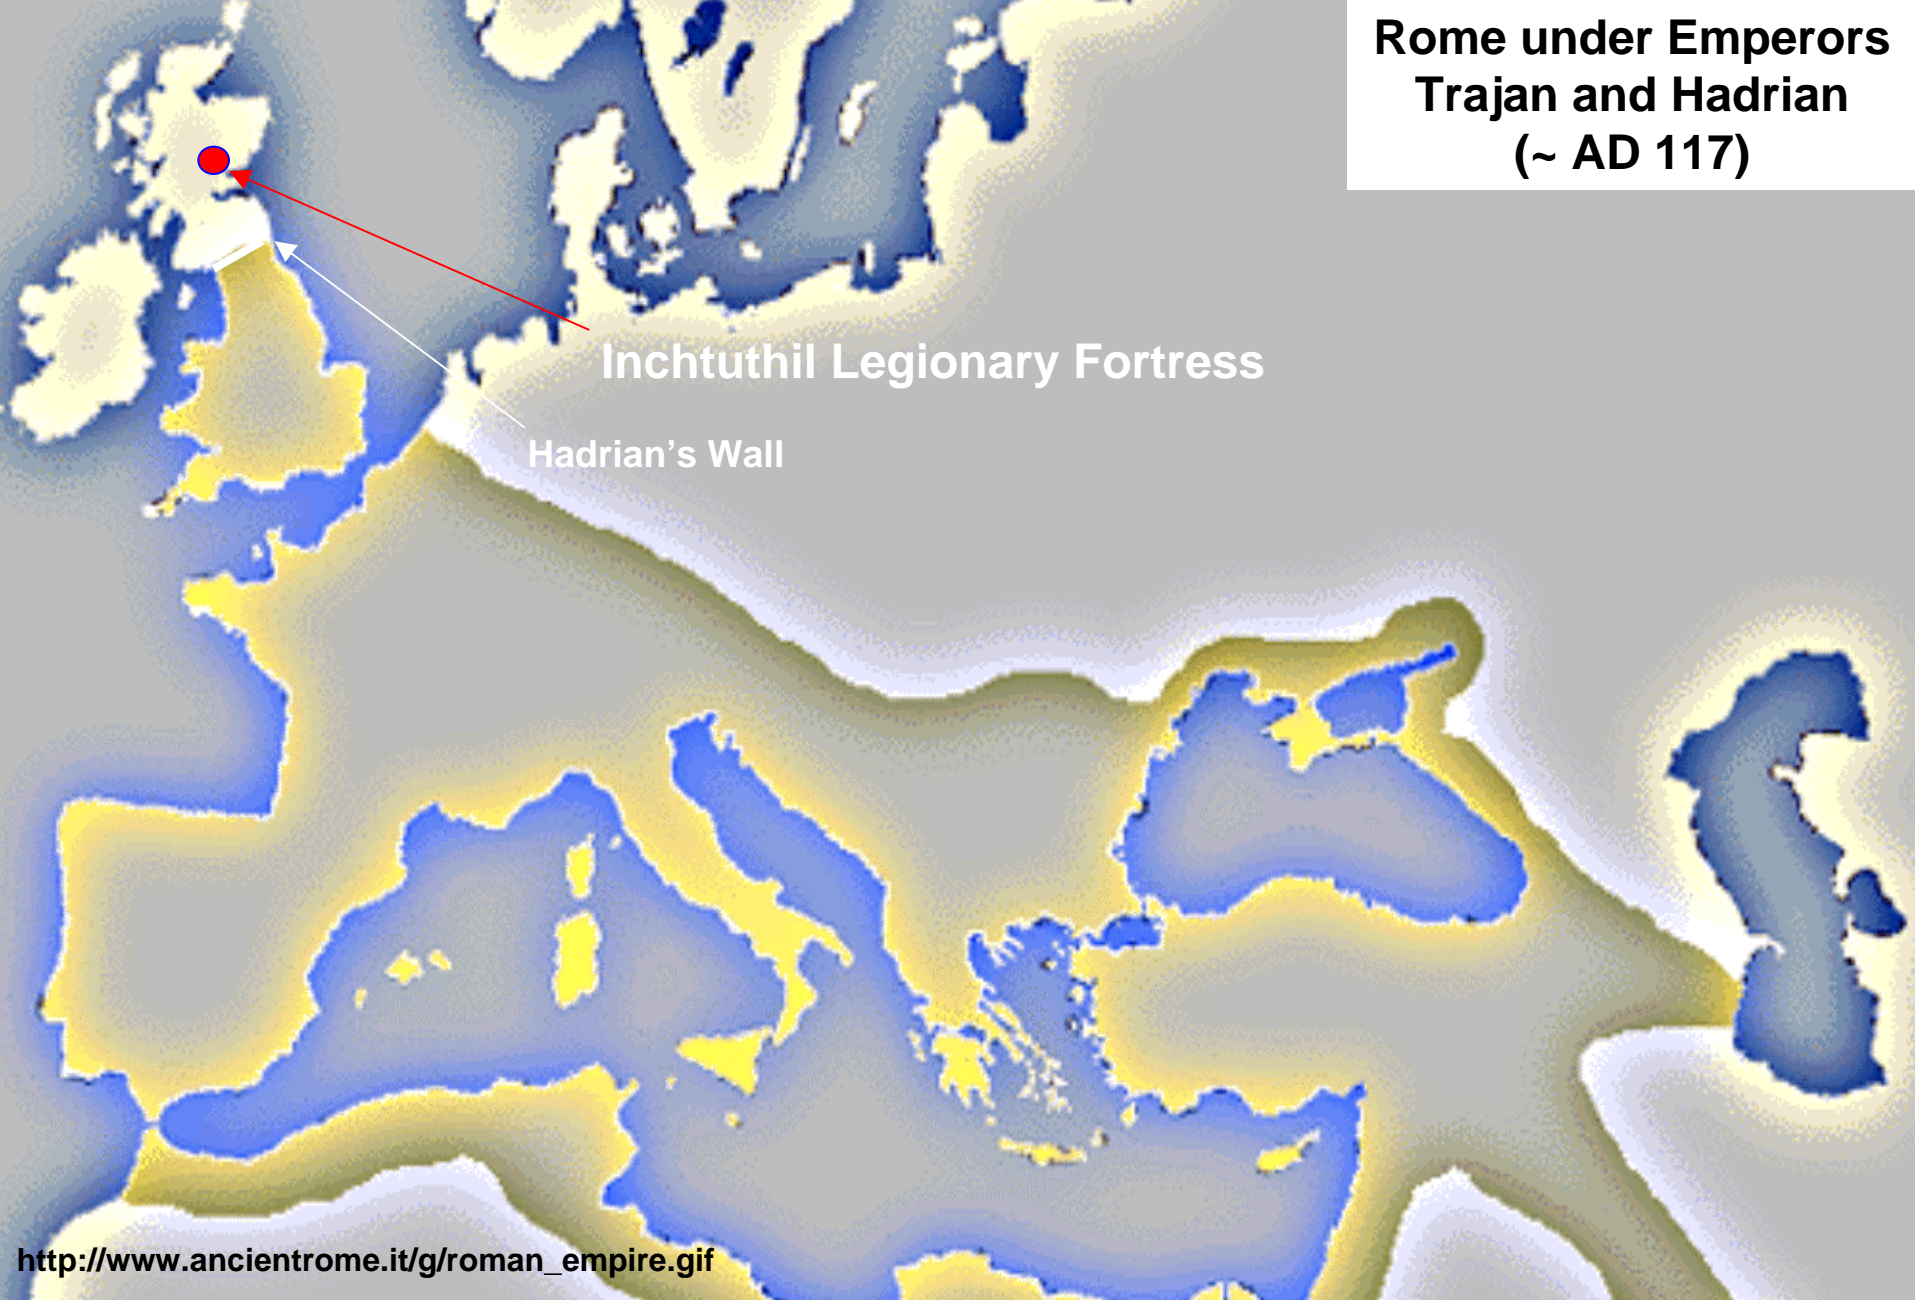 Rome under Emperors
Trajan and Hadrian
(~ AD 117)
Inchtuthil Legionary Fortress
Hadrian’s Wall
http://www.ancientrome.it/g/roman_empire.gif